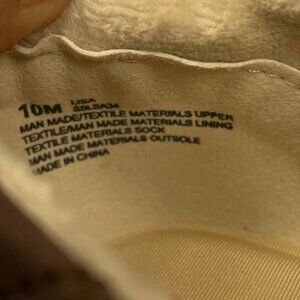 10M LISA
MAN MADE/TEXTILE MATERIALS UPPER
TEXTILE/MAN MADE MATERIALS LINING
TEXTILE MATERIALS SOCK
MAN MADE MATERIALS OUTSOLE
MADE IN CHINA